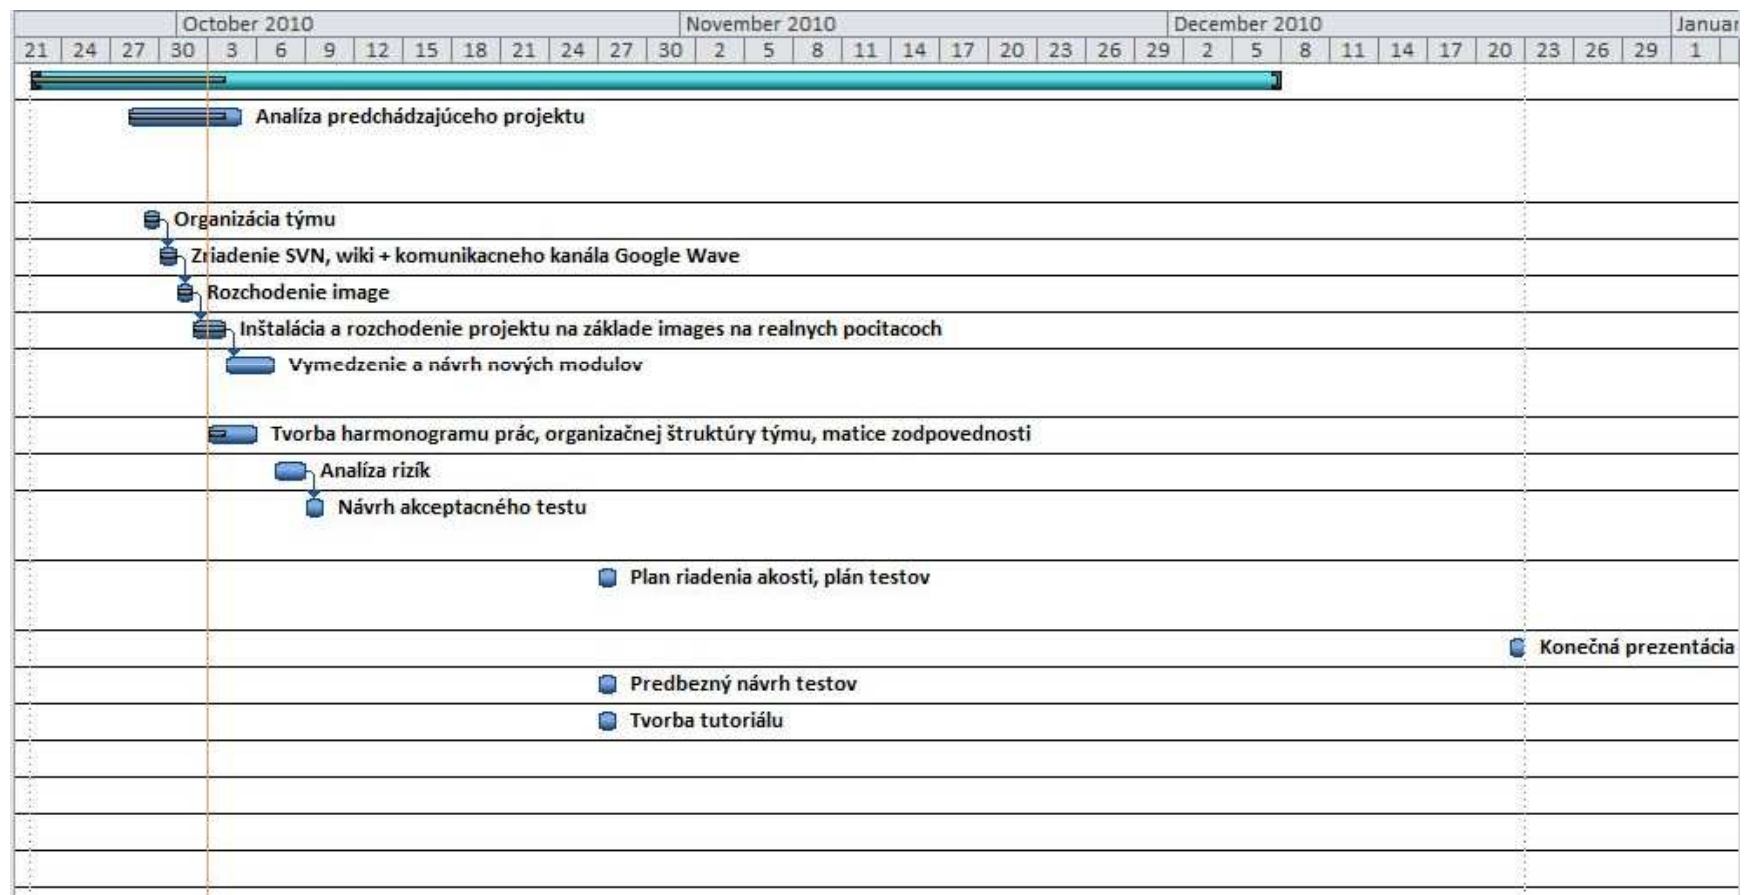 October 2010 November 2010 December 2010 Januar
21 24 27 30 3 6 9 12 15 18 21 24 27 30 2 5 8 11 14 17 20 23 26 29 2 5 8 11 14 17 20 23 26 29 1
Analíza predchádzajúceho projektu
Organizácia týmu
Zriadenie SVN, wiki + komunikacneho kanála Google Wave
Rozchodenie image
Inštalácia a rozchodenie projektu na základe images na realnych pocitacoch
Vymedzenie a návrh nových modulov
Tvorba harmonogramu prác, organizačnej štruktúry týmu, matice zodpovednosti
Analíza rizík
Návrh akceptacného testu
Plan riadenia akosti, plán testov
Konečná prezentácia
Predbezný návrh testov
Tvorba tutoriálu